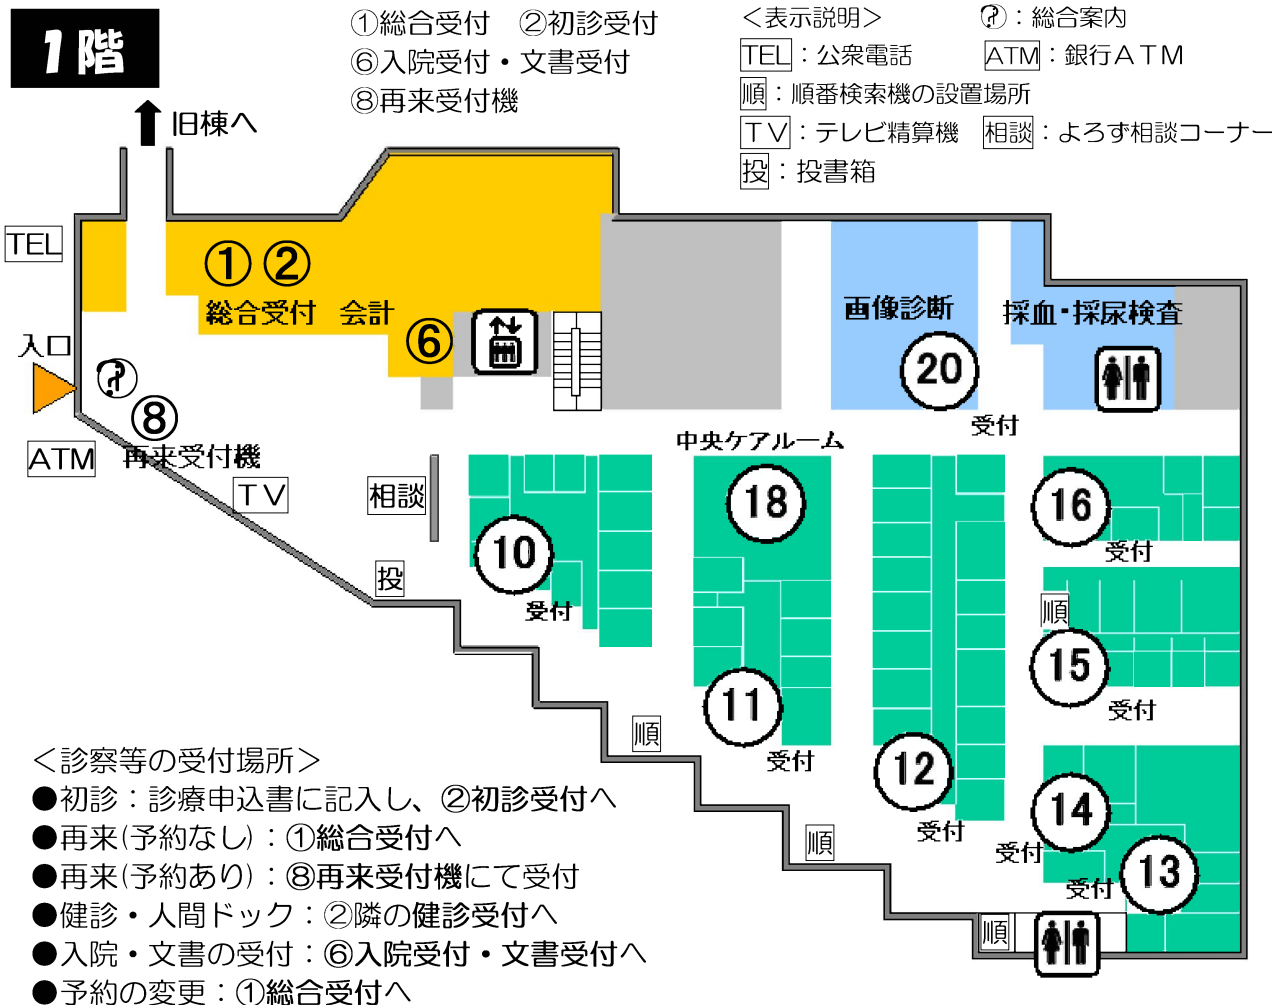 1階
①総合受付　②初診受付
⑥入院受付・文書受付
⑧再来受付機
＜表示説明＞
?：総合案内
TEL：公衆電話
ATM：銀行ＡＴＭ
順：順番検索機の設置場所
TV：テレビ精算機
相談：よろず相談コーナー
投：投書箱
旧棟へ
TEL
① ②
総合受付　会計
⑥
入口
?
⑧
再来受付機
ATM
TV
相談
投
画像診断
採血・採尿検査
20
受付
中央ケアルーム
18
10
受付
11
受付
12
受付
16
受付
順
15
受付
14
受付
13
受付
順
順
順
＜診察等の受付場所＞
●初診：診療申込書に記入し、②初診受付へ
●再来(予約なし)：①総合受付へ
●再来(予約あり)：⑧再来受付機にて受付
●健診・人間ドック：②隣の健診受付へ
●入院・文書の受付：⑥入院受付・文書受付へ
●予約の変更：①総合受付へ